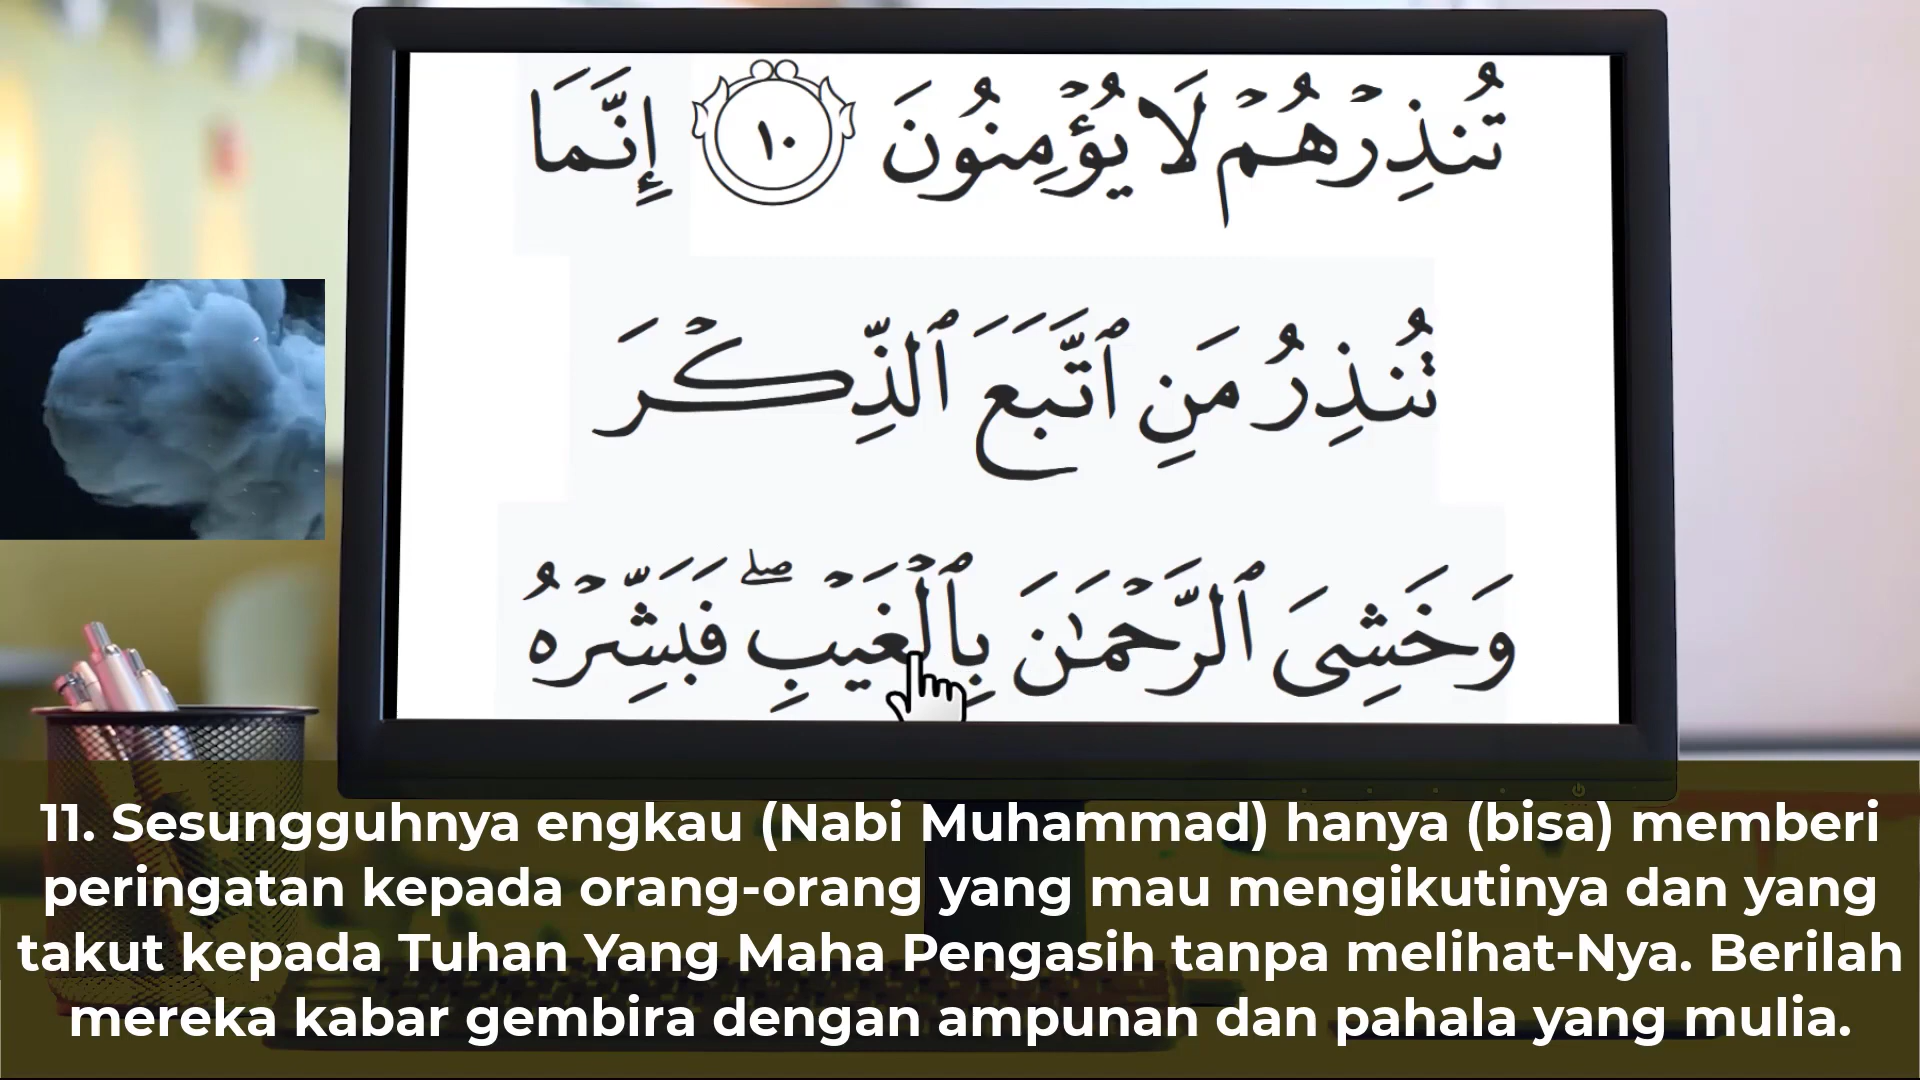 تُنذِرْهُمْ لَا يُؤْمِنُونَ ١٠ إِنَّمَا
تُنذِرُ مَنِ ٱتَّبَعَ ٱلذِّكْرَ
وَخَشِىَ ٱلرَّحْمَٰنَ بِٱلْغَيْبِ ۖ فَبَشِّرْهُ
11. Sesungguhnya engkau (Nabi Muhammad) hanya (bisa) memberi
peringatan kepada orang-orang yang mau mengikutinya dan yang
takut kepada Tuhan Yang Maha Pengasih tanpa melihat-Nya. Berilah
mereka kabar gembira dengan ampunan dan pahala yang mulia.